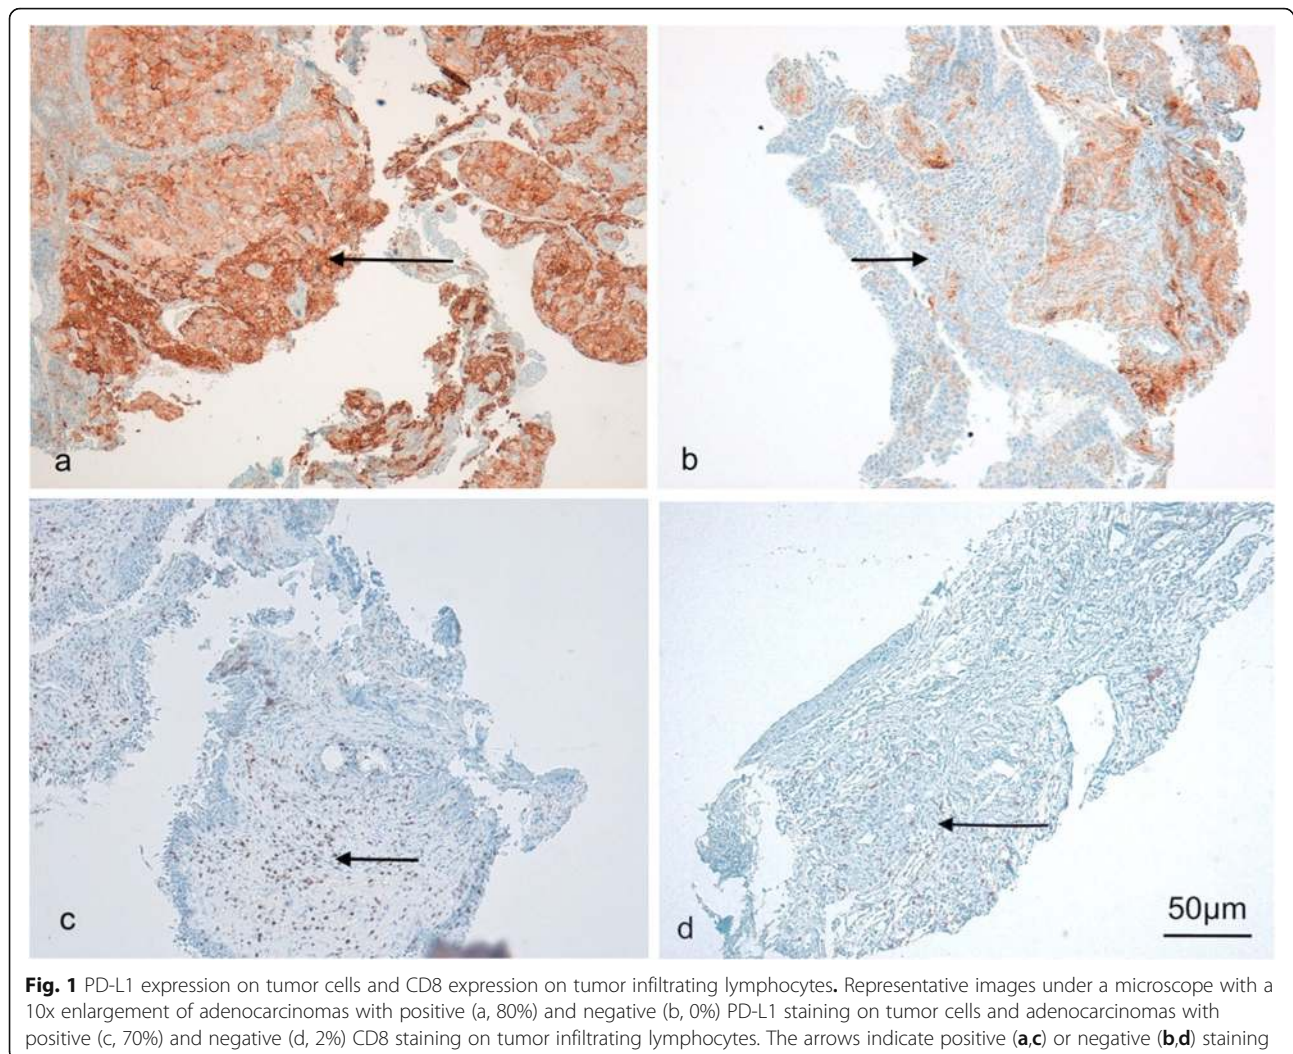 a
b
c
d
50µm
Fig. 1 PD-L1 expression on tumor cells and CD8 expression on tumor infiltrating lymphocytes. Representative images under a microscope with a
10x enlargement of adenocarcinomas with positive (a, 80%) and negative (b, 0%) PD-L1 staining on tumor cells and adenocarcinomas with
positive (c, 70%) and negative (d, 2%) CD8 staining on tumor infiltrating lymphocytes. The arrows indicate positive (a,c) or negative (b,d) staining